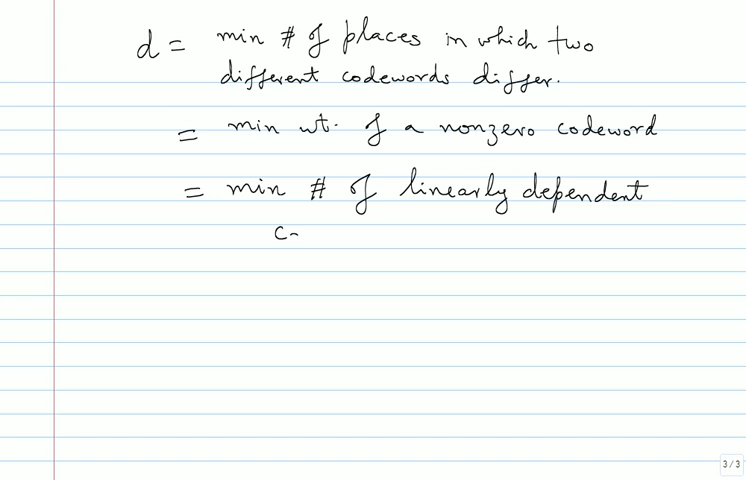 d = min # of places in which two
different codewords differ.
= min wt. of a nonzero codeword
= min # of linearly dependent
c
3 / 3